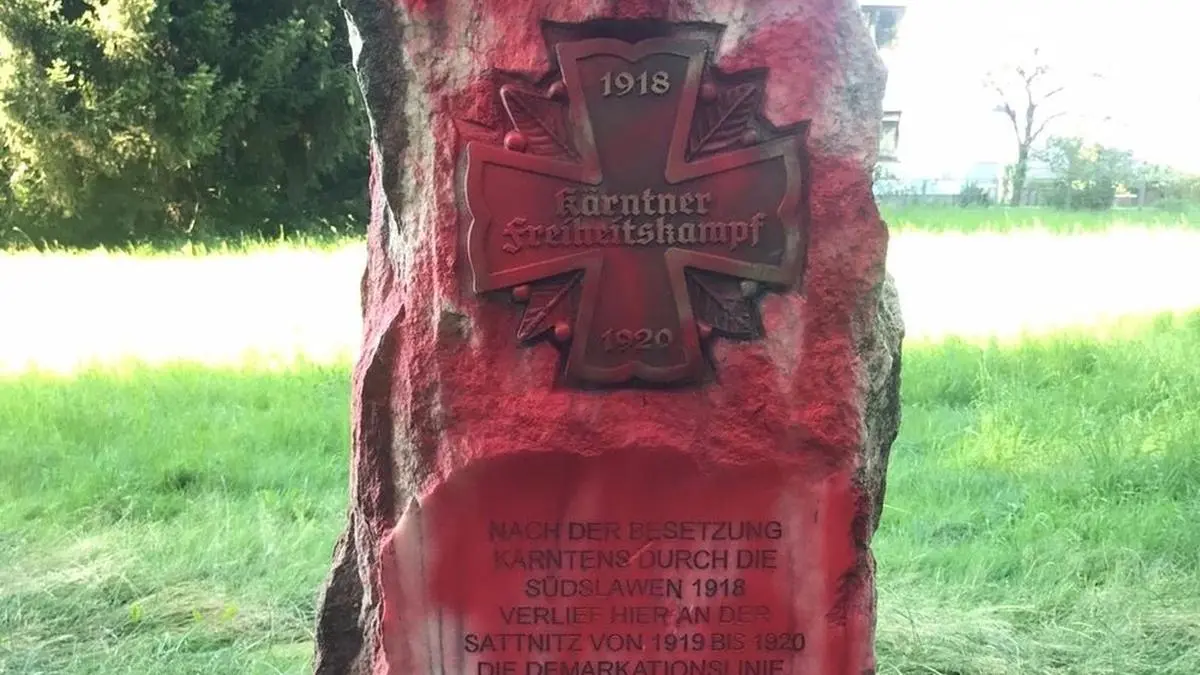 1918
Kärntner
Freiheitskampf
1920
NACH DER BESETZUNG
KÄRNTENS DURCH DIE
SÜDSLAWEN 1918
VERLIEF HIER AN DER
SATTNITZ VON 1919 BIS 1920
DIE DEMARKATIONSLINIE